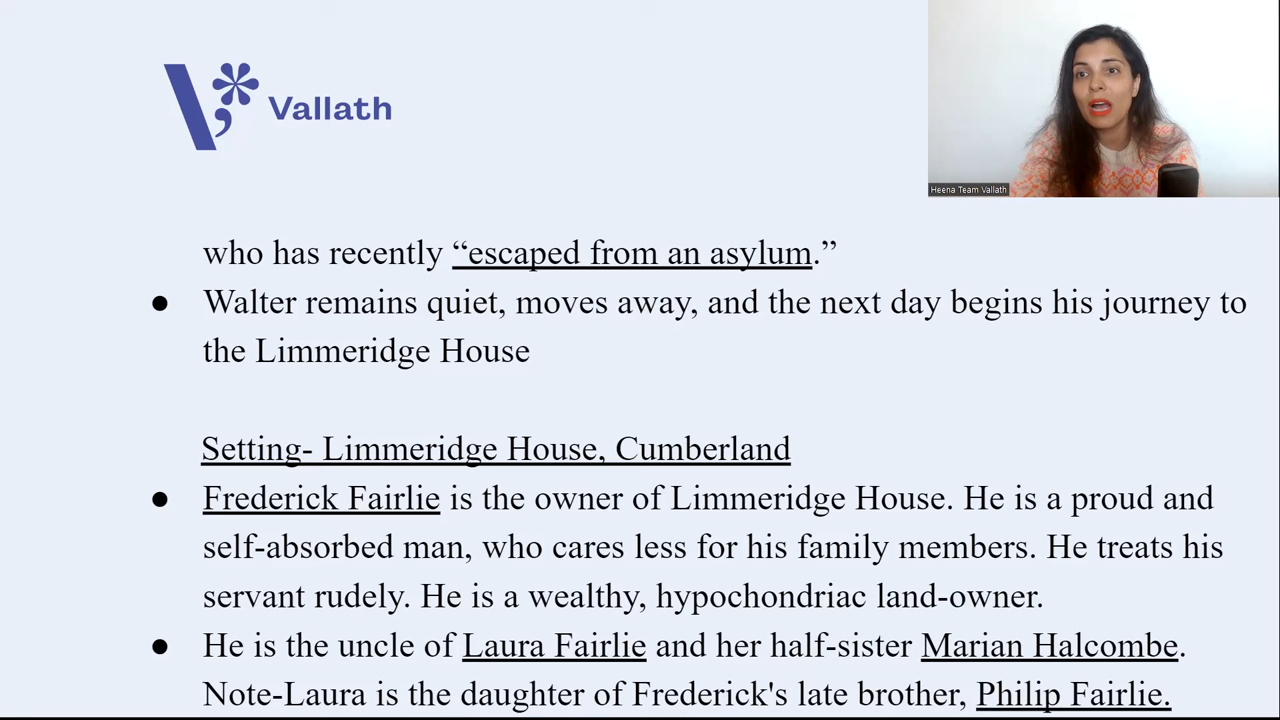 Vallath
Heena Team Vallath
who has recently “escaped from an asylum.”
● Walter remains quiet, moves away, and the next day begins his journey to
the Limmeridge House
Setting- Limmeridge House, Cumberland
● Frederick Fairlie is the owner of Limmeridge House. He is a proud and
self-absorbed man, who cares less for his family members. He treats his
servant rudely. He is a wealthy, hypochondriac land-owner.
● He is the uncle of Laura Fairlie and her half-sister Marian Halcombe.
Note-Laura is the daughter of Frederick's late brother, Philip Fairlie.